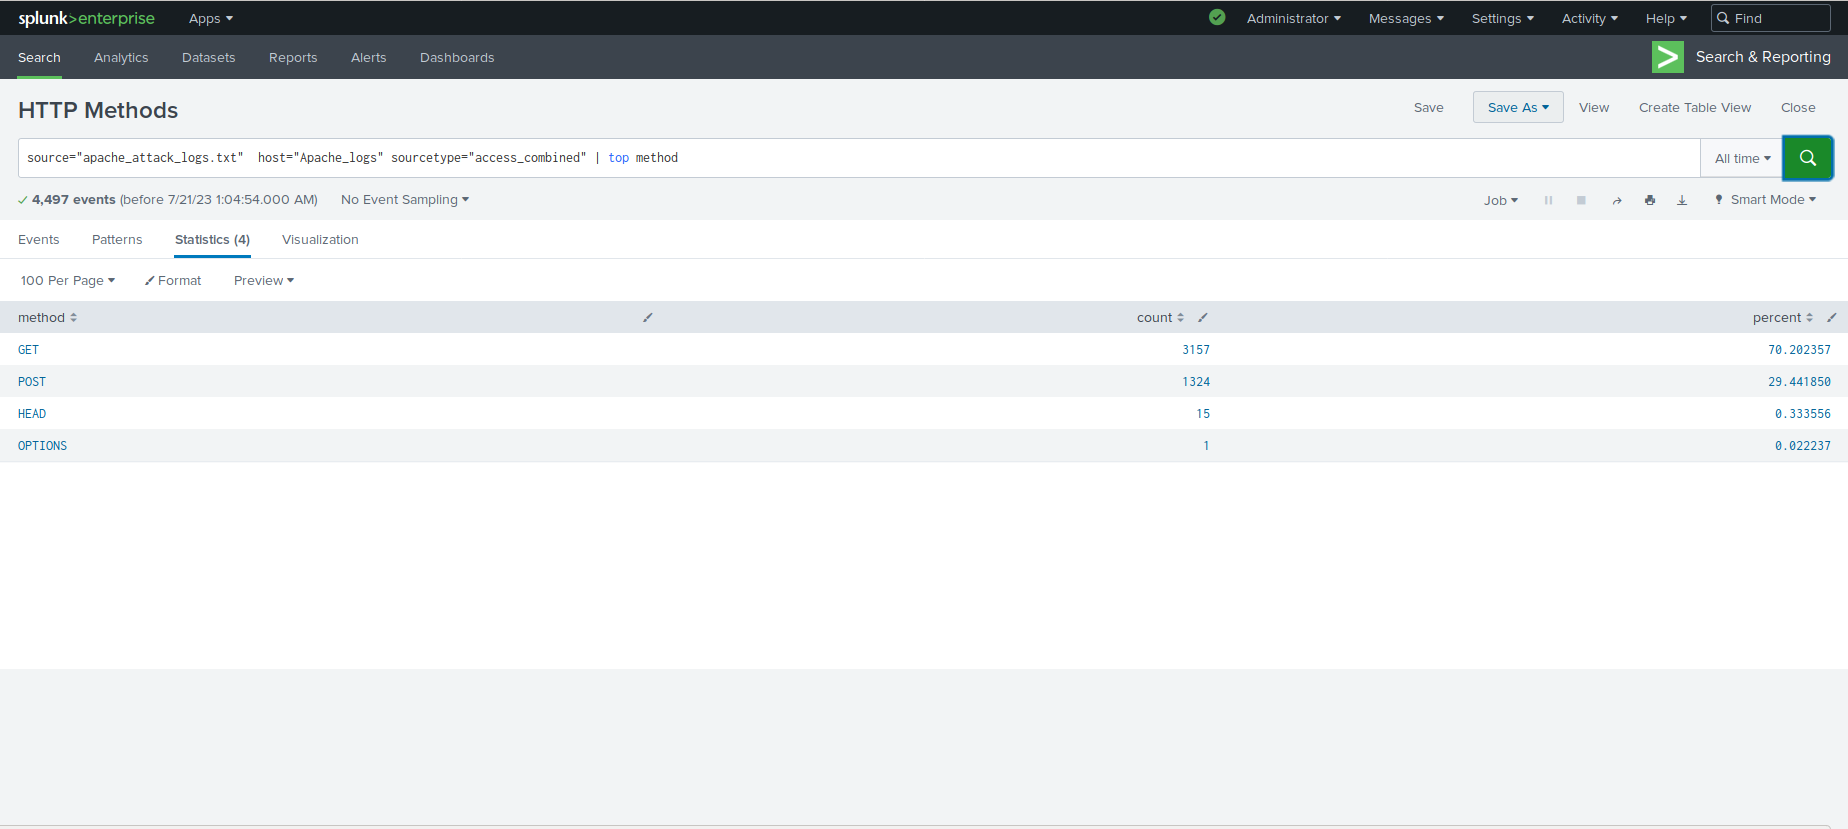 splunk>enterprise Apps Administrator Messages Settings Activity Help Find
Search Analytics Datasets Reports Alerts Dashboards Search & Reporting
HTTP Methods Save Save As View Create Table View Close
source="apache_attack_logs.txt"  host="Apache_logs" sourcetype="access_combined" | top method All time
4,497 events (before 7/21/23 1:04:54.000 AM) No Event Sampling Job Smart Mode
Events Patterns Statistics (4) Visualization
100 Per Page Format Preview
method count percent
GET 3157 70.202357
POST 1324 29.441850
HEAD 15 0.333556
OPTIONS 1 0.022237